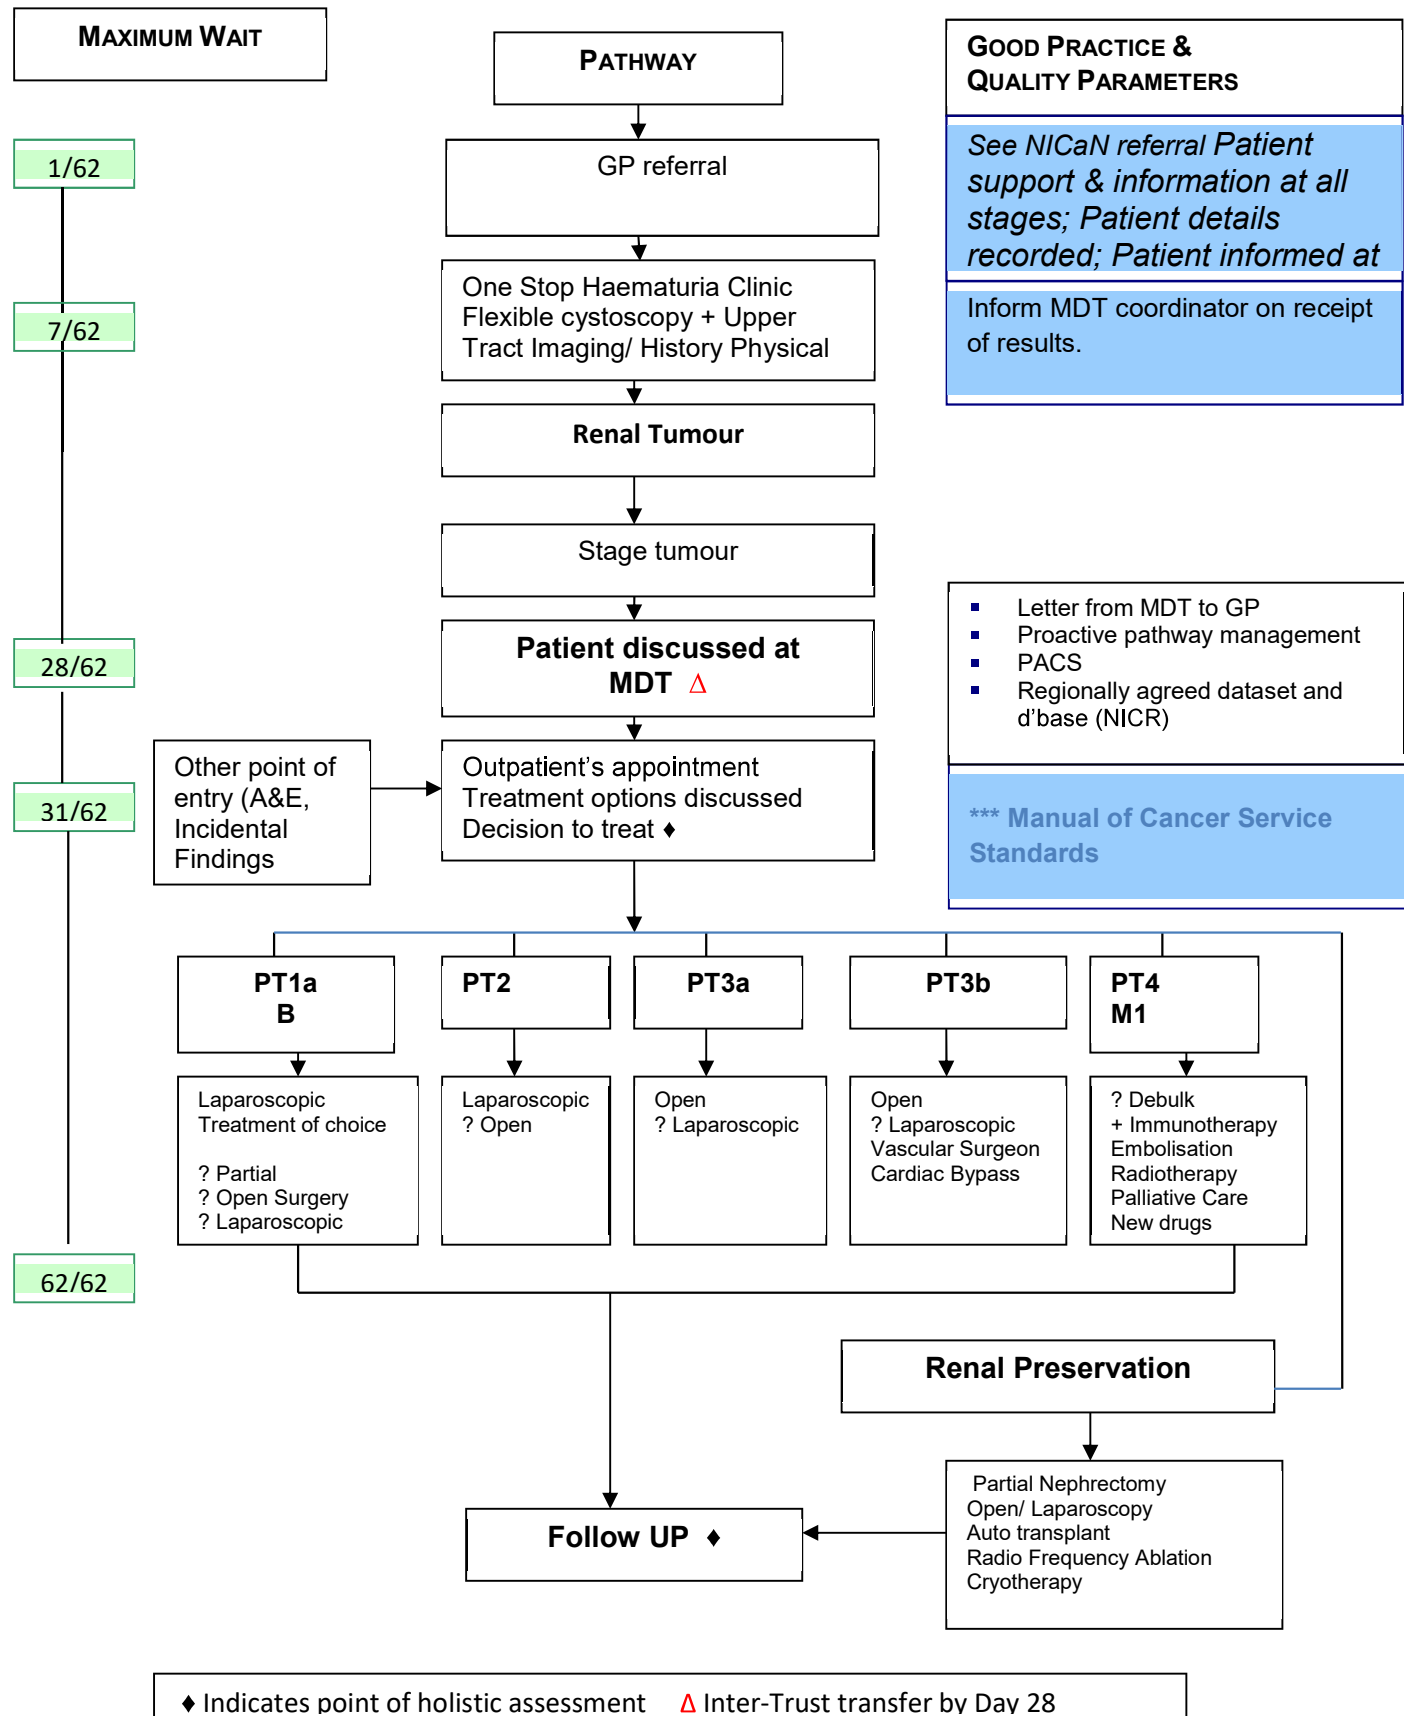 MAXIMUM WAIT
PATHWAY
GOOD PRACTICE &
QUALITY PARAMETERS
1/62
GP referral
See NICaN referral Patient
support & information at all
stages; Patient details
recorded; Patient informed at
7/62
One Stop Haematuria Clinic
Flexible cystoscopy + Upper
Tract Imaging/ History Physical
Inform MDT coordinator on receipt
of results.
Renal Tumour
Stage tumour
28/62
Patient discussed at
MDT Δ
▪ Letter from MDT to GP
▪ Proactive pathway management
▪ PACS
▪ Regionally agreed dataset and
d'base (NICR)
Other point of
entry (A&E,
Incidental
Findings
31/62
Outpatient's appointment
Treatment options discussed
Decision to treat ♦
*** Manual of Cancer Service
Standards
PT1a
B
PT2
PT3a
PT3b
PT4
M1
Laparoscopic
Treatment of choice
? Partial
? Open Surgery
? Laparoscopic
Laparoscopic
? Open
Open
? Laparoscopic
Open
? Laparoscopic
Vascular Surgeon
Cardiac Bypass
? Debulk
+ Immunotherapy
Embolisation
Radiotherapy
Palliative Care
New drugs
62/62
Renal Preservation
Partial Nephrectomy
Open/ Laparoscopy
Auto transplant
Radio Frequency Ablation
Cryotherapy
Follow UP ♦
♦ Indicates point of holistic assessment Δ Inter-Trust transfer by Day 28